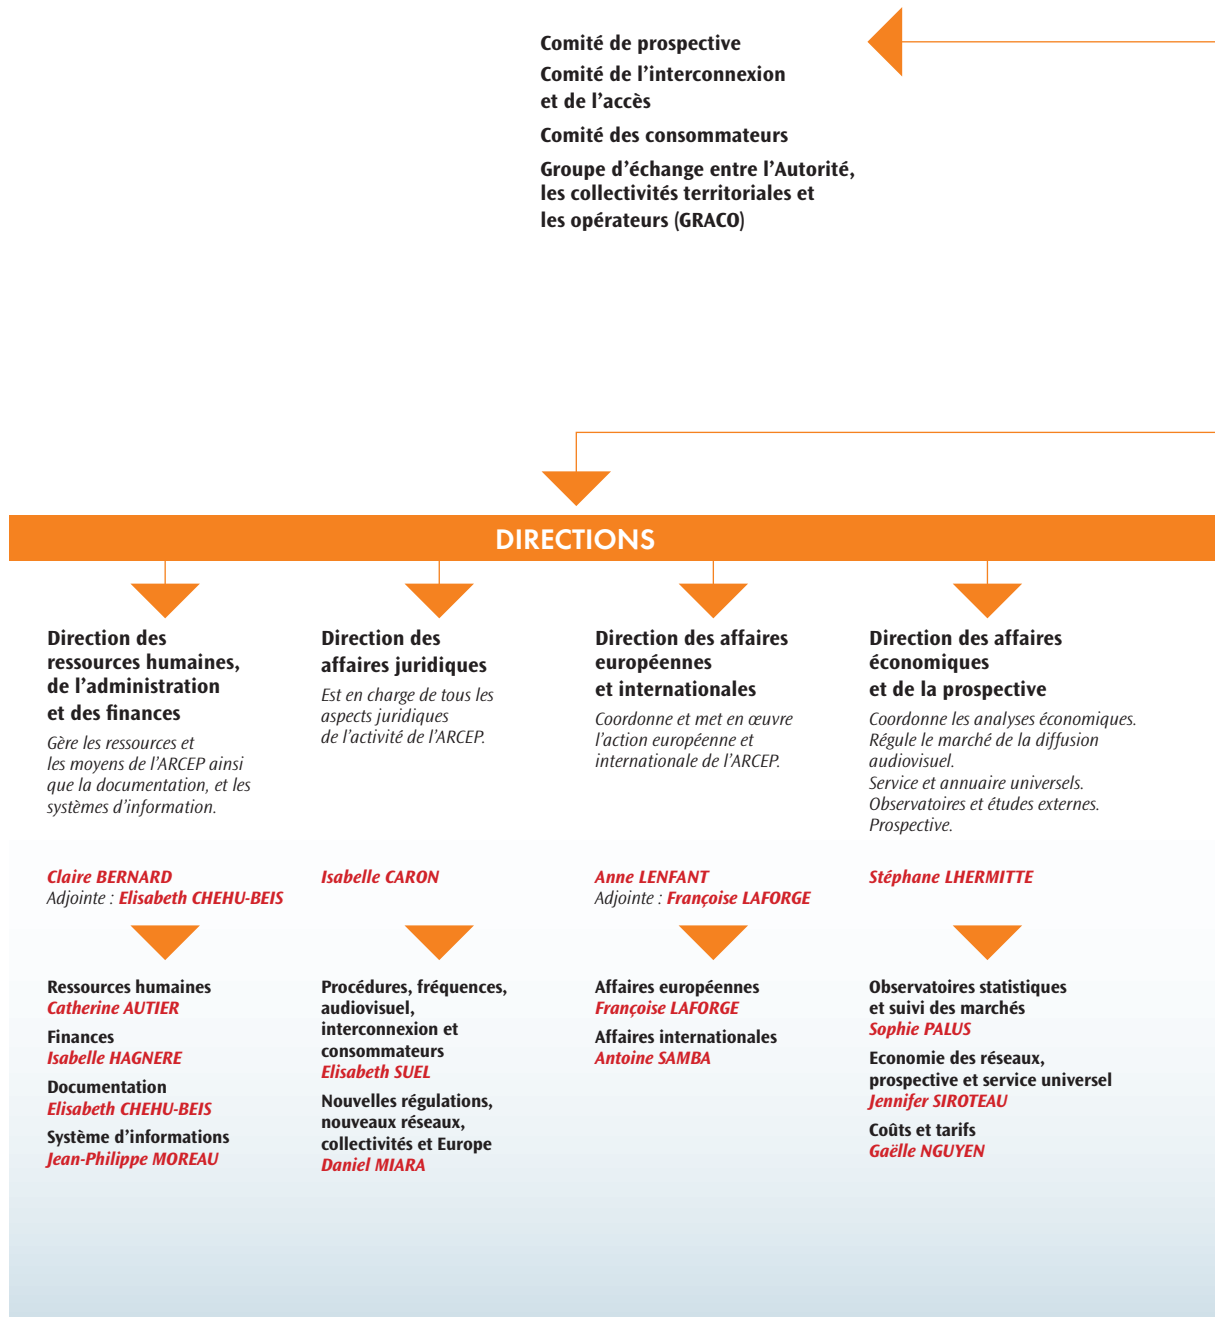 Comité de prospective
Comité de l'interconnexion
et de l'accès
Comité des consommateurs
Groupe d'échange entre l'Autorité,
les collectivités territoriales et
les opérateurs (GRACO)
DIRECTIONS
Direction des
ressources humaines,
de l'administration
et des finances
Gère les ressources et
les moyens de l'ARCEP ainsi
que la documentation, et les
systèmes d'information.
Claire BERNARD
Adjointe : Elisabeth CHEHU-BEIS
Ressources humaines
Catherine AUTIER
Finances
Isabelle HAGNERE
Documentation
Elisabeth CHEHU-BEIS
Système d'informations
Jean-Philippe MOREAU
Direction des
affaires juridiques
Est en charge de tous les
aspects juridiques
de l'activité de l'ARCEP.
Isabelle CARON
Procédures, fréquences,
audiovisuel,
interconnexion et
consommateurs
Elisabeth SUEL
Nouvelles régulations,
nouveaux réseaux,
collectivités et Europe
Daniel MIARA
Direction des affaires
européennes
et internationales
Coordonne et met en œuvre
l'action européenne et
internationale de l'ARCEP.
Anne LENFANT
Adjointe : Françoise LAFORGE
Affaires européennes
Françoise LAFORGE
Affaires internationales
Antoine SAMBA
Direction des affaires
économiques
et de la prospective
Coordonne les analyses économiques.
Régule le marché de la diffusion
audiovisuel.
Service et annuaire universels.
Observatoires et études externes.
Prospective.
Stéphane LHERMITTE
Observatoires statistiques
et suivi des marchés
Sophie PALUS
Economie des réseaux,
prospective et service universel
Jennifer SIROTEAU
Coûts et tarifs
Gaëlle NGUYEN